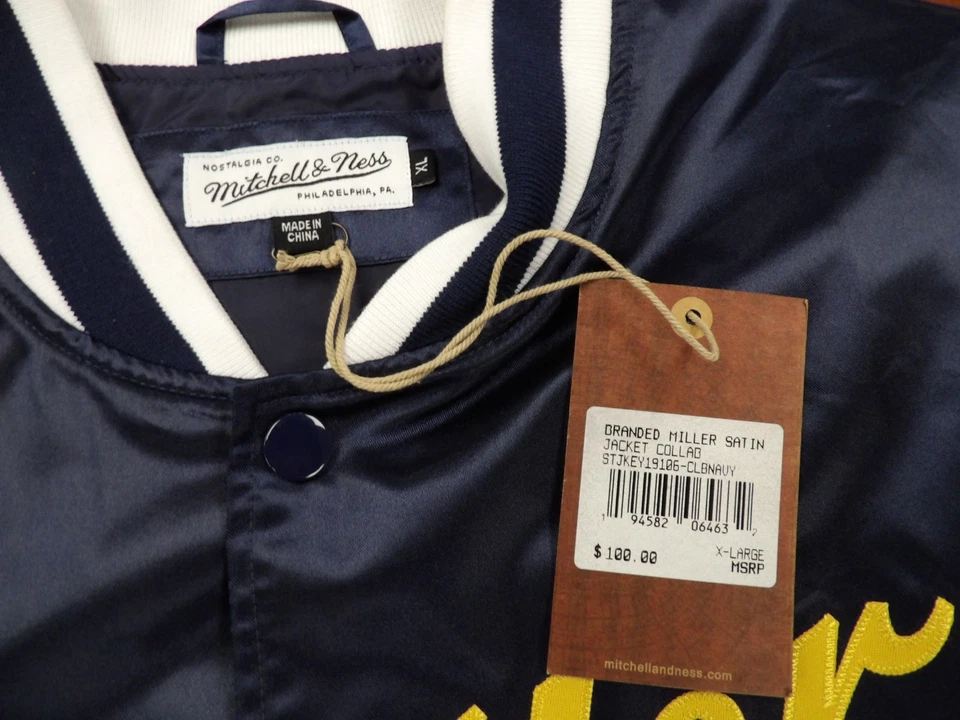 NOSTALGIA CO.
Mitchell & Ness
PHILADELPHIA, PA.
XL
MADE IN
CHINA
BRANDED MILLER SATIN
JACKET COLLAB
STJKEY19106-CLBNAVY
1 94582 06463 2
$100.00
X-LARGE
MSRP
mitchellandness.com
ler